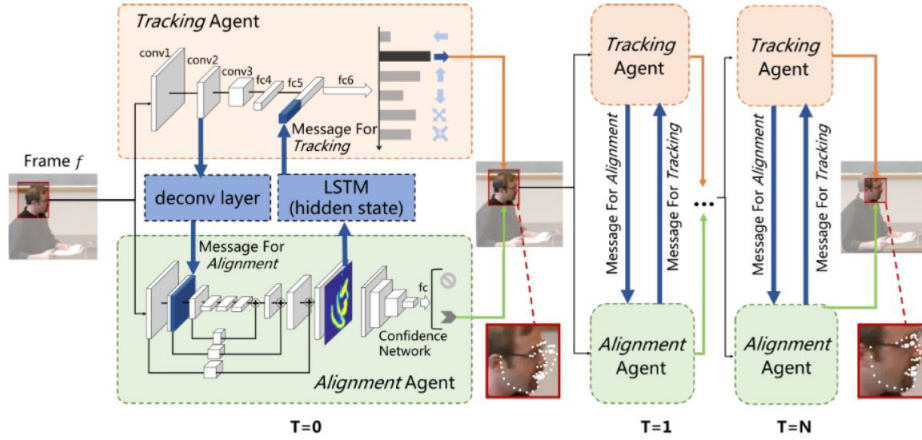 Tracking Agent
conv1
conv2
conv3
fc4
fc5
fc6
Message For
Tracking
Frame f
deconv layer
LSTM
(hidden state)
Message For
Alignment
fc
Confidence
Network
Alignment Agent
T=0
Tracking
Agent
Message For Alignment
Message For Tracking
Alignment
Agent
T=1
...
Tracking
Agent
Message For Alignment
Message For Tracking
Alignment
Agent
T=N